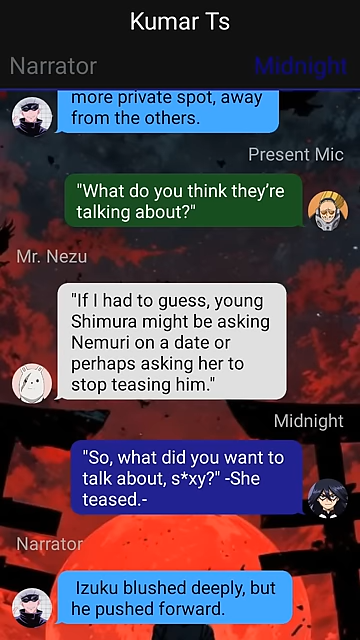 Kumar Ts
Narrator
Midnight
more private spot, away
from the others.
Present Mic
"What do you think they're
talking about?"
Mr. Nezu
"If I had to guess, young
Shimura might be asking
Nemuri on a date or
perhaps asking her to
stop teasing him."
Midnight
"So, what did you want to
talk about, s*xy?" -She
teased.-
Narrator
Izuku blushed deeply, but
he pushed forward.